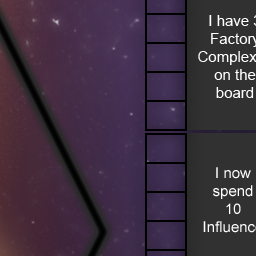 I have 3
Factory
Complex
on the
board
I now
spend
10
Influence